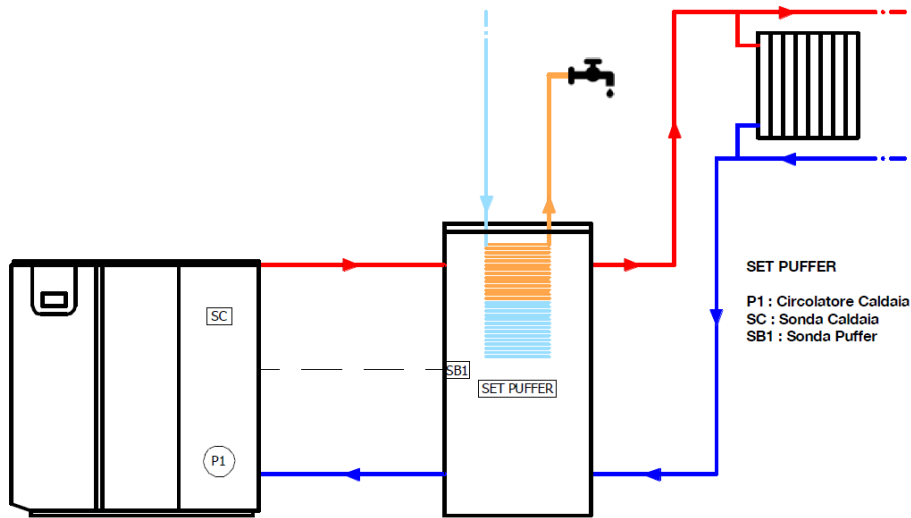 SC
SB1
SET PUFFER
P1
SET PUFFER
P1 : Circolatore Caldaia
SC : Sonda Caldaia
SB1 : Sonda Puffer